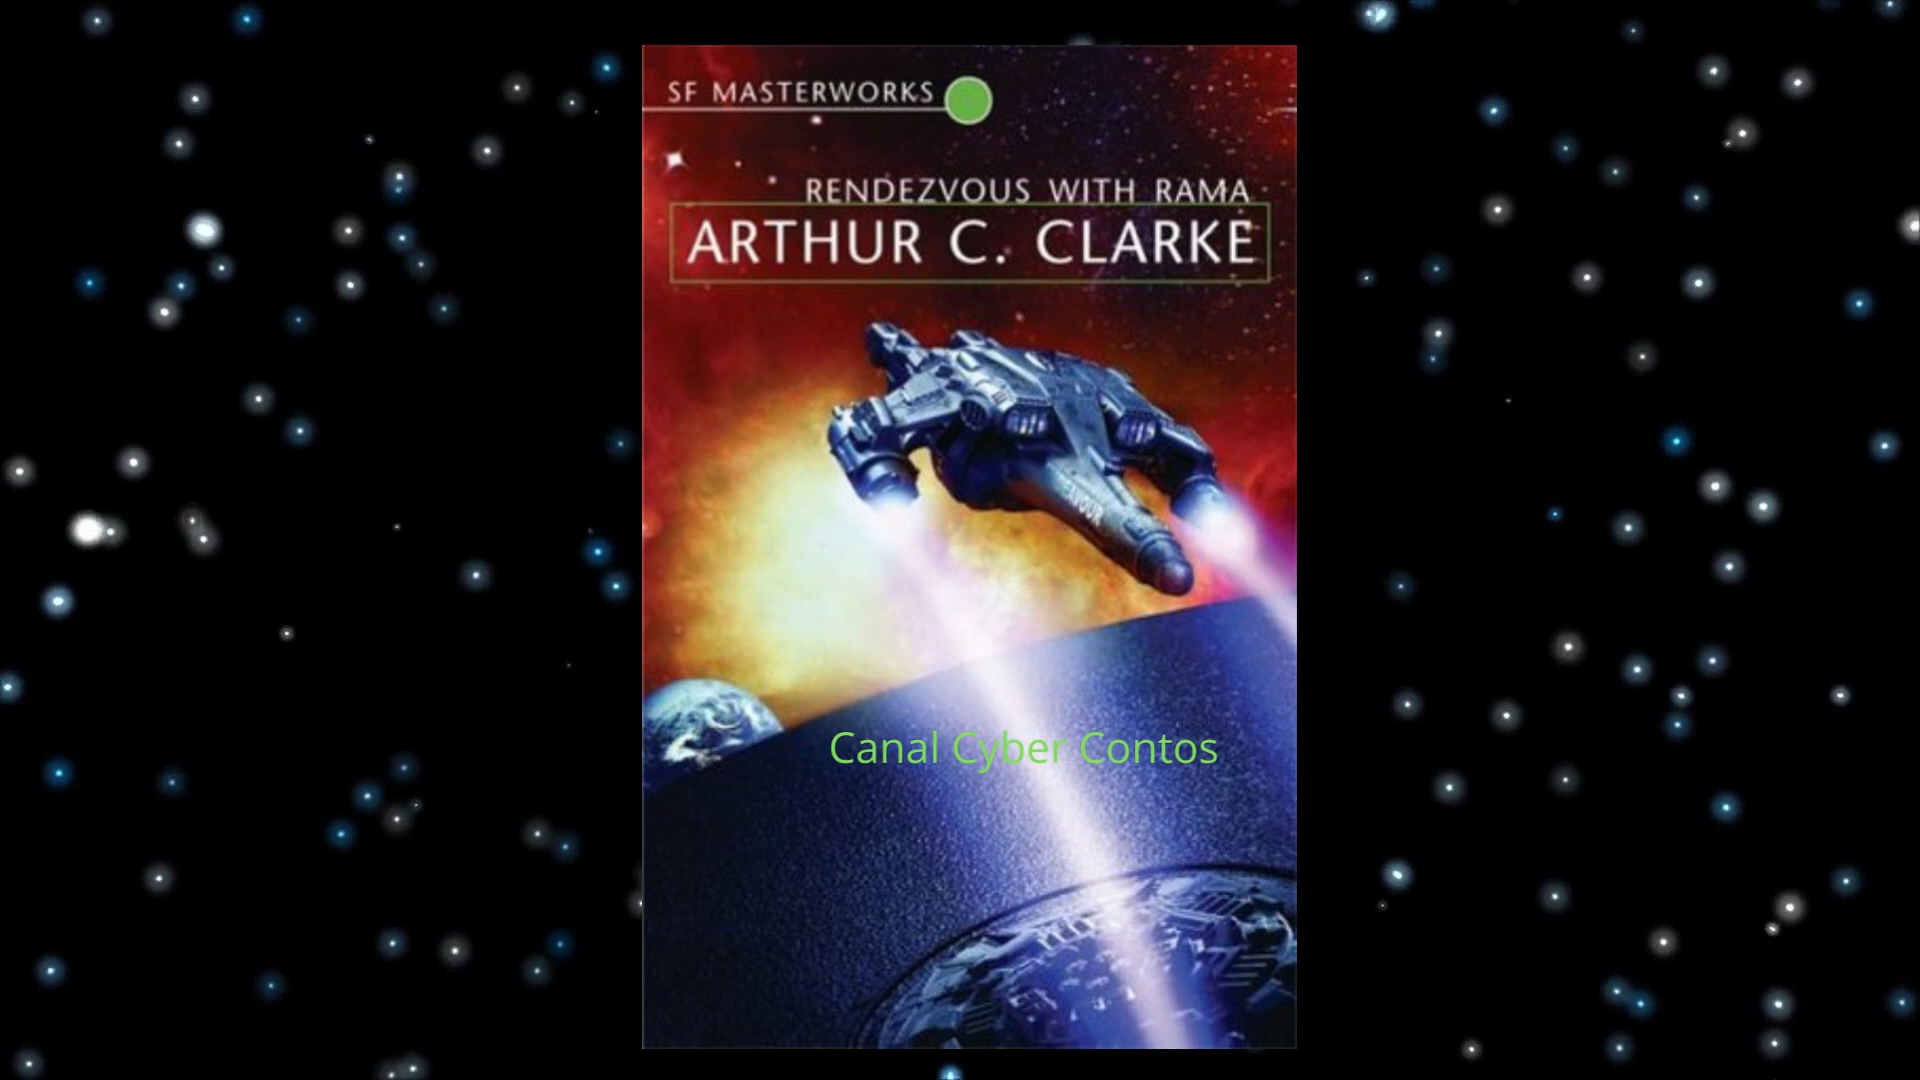 SF MASTERWORKS
RENDEZVOUS WITH RAMA
ARTHUR C. CLARKE
Canal Cyber Contos